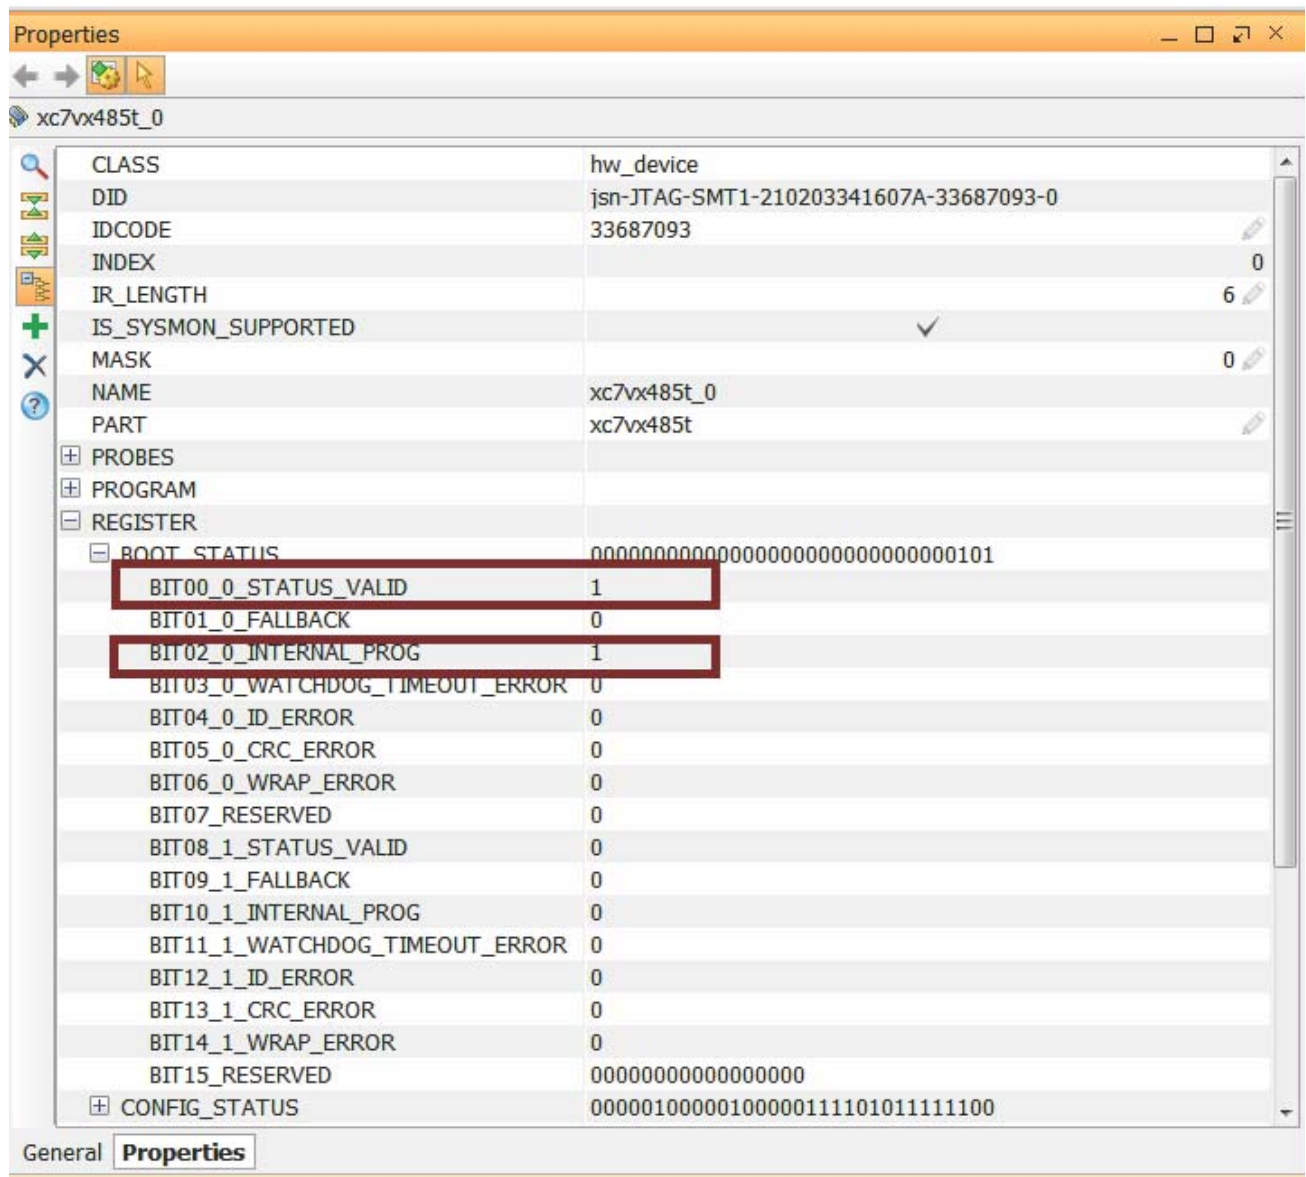 Properties
xc7vx485t_0
CLASS hw_device
DID jsn-JTAG-SMT1-210203341607A-33687093-0
IDCODE 33687093
INDEX 0
IR_LENGTH 6
IS_SYSMON_SUPPORTED
MASK 0
NAME xc7vx485t_0
PART xc7vx485t
PROBES
PROGRAM
REGISTER
BOOT_STATUS 00000000000000000000000000000101
BIT00_0_STATUS_VALID 1
BIT01_0_FALLBACK 0
BIT02_0_INTERNAL_PROG 1
BIT03_0_WATCHDOG_TIMEOUT_ERROR 0
BIT04_0_ID_ERROR 0
BIT05_0_CRC_ERROR 0
BIT06_0_WRAP_ERROR 0
BIT07_RESERVED 0
BIT08_1_STATUS_VALID 0
BIT09_1_FALLBACK 0
BIT10_1_INTERNAL_PROG 0
BIT11_1_WATCHDOG_TIMEOUT_ERROR 0
BIT12_1_ID_ERROR 0
BIT13_1_CRC_ERROR 0
BIT14_1_WRAP_ERROR 0
BIT15_RESERVED 00000000000000000
CONFIG_STATUS 00000100000100000111101011111100
General Properties